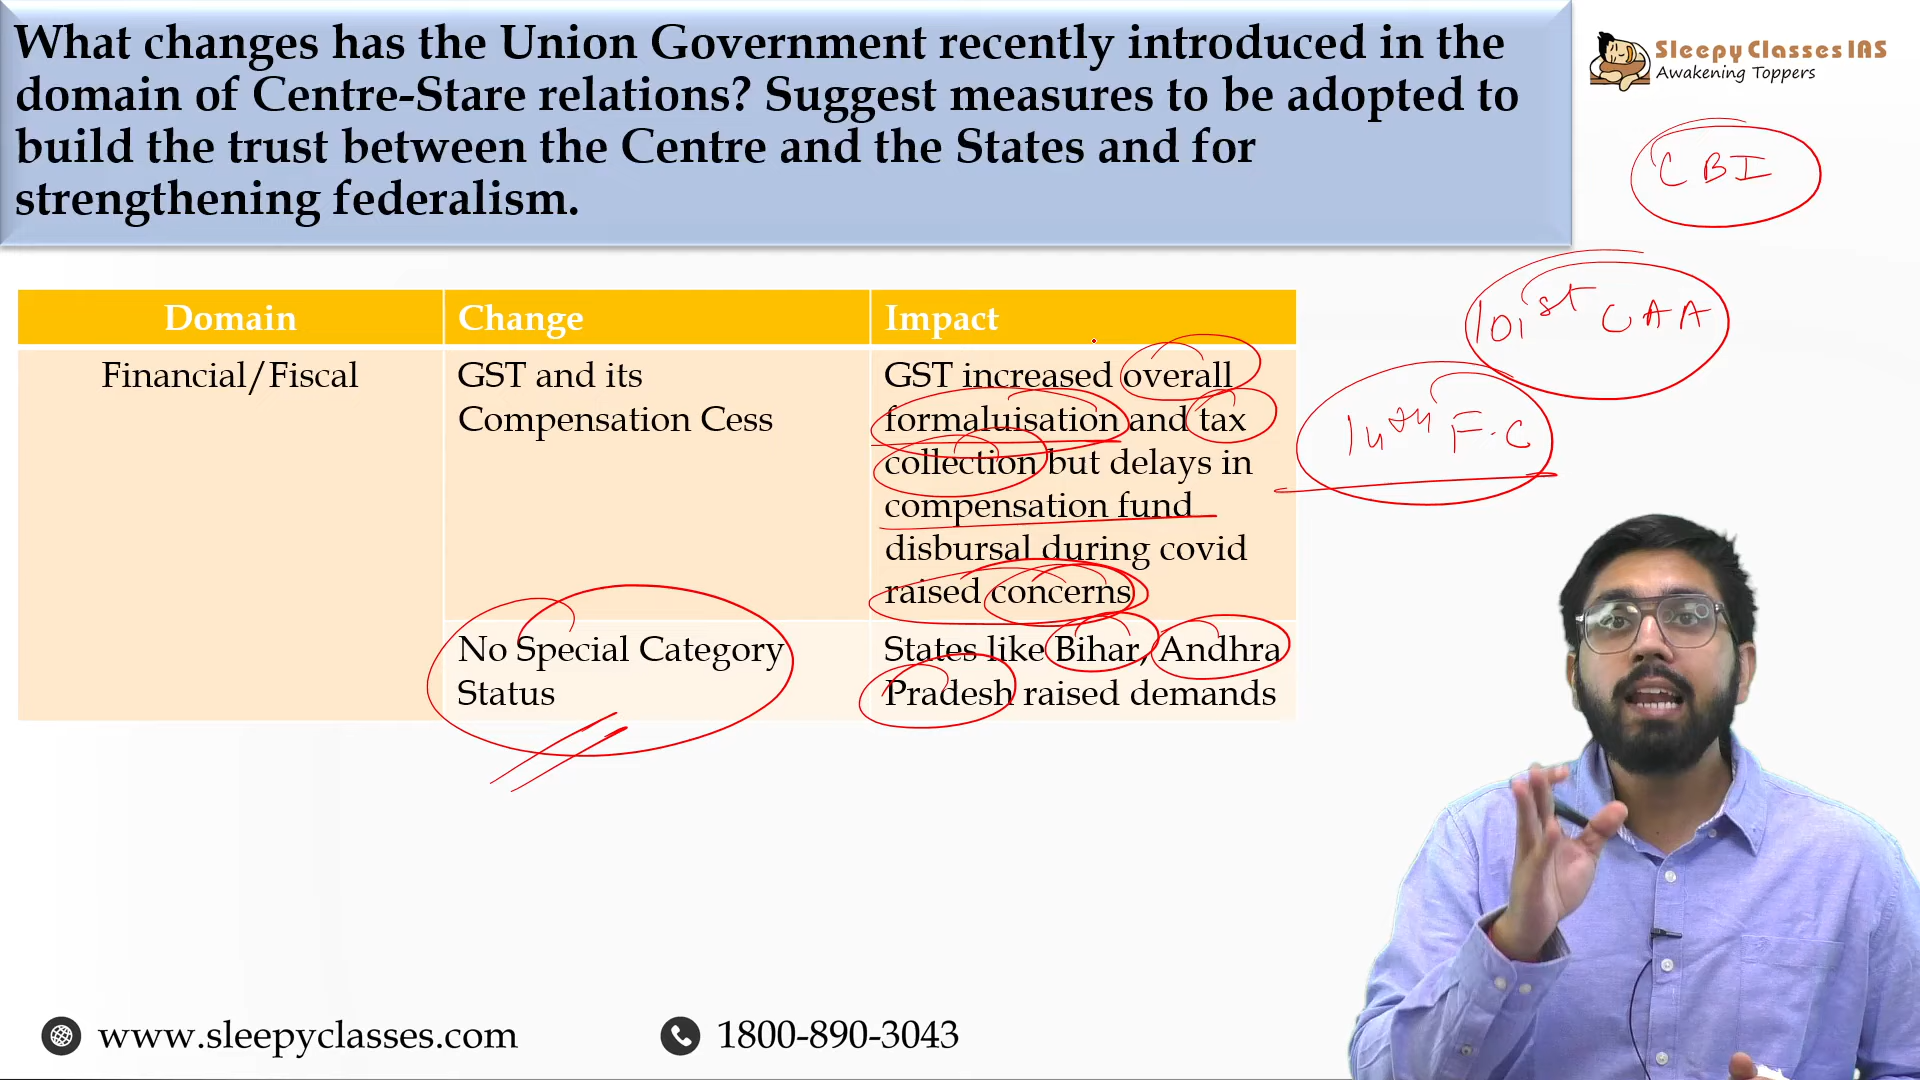 What changes has the Union Government recently introduced in the
domain of Centre-Stare relations? Suggest measures to be adopted to
build the trust between the Centre and the States and for
strengthening federalism.
Sleepy Classes IAS
Awakening Toppers
CBI
101st CAA
14th F.C
Domain
Change
Impact
Financial/Fiscal
GST and its
Compensation Cess
GST increased overall
formaluisation and tax
collection but delays in
compensation fund
disbursal during covid
raised concerns
No Special Category
Status
States like Bihar, Andhra
Pradesh raised demands
www.sleepyclasses.com
1800-890-3043